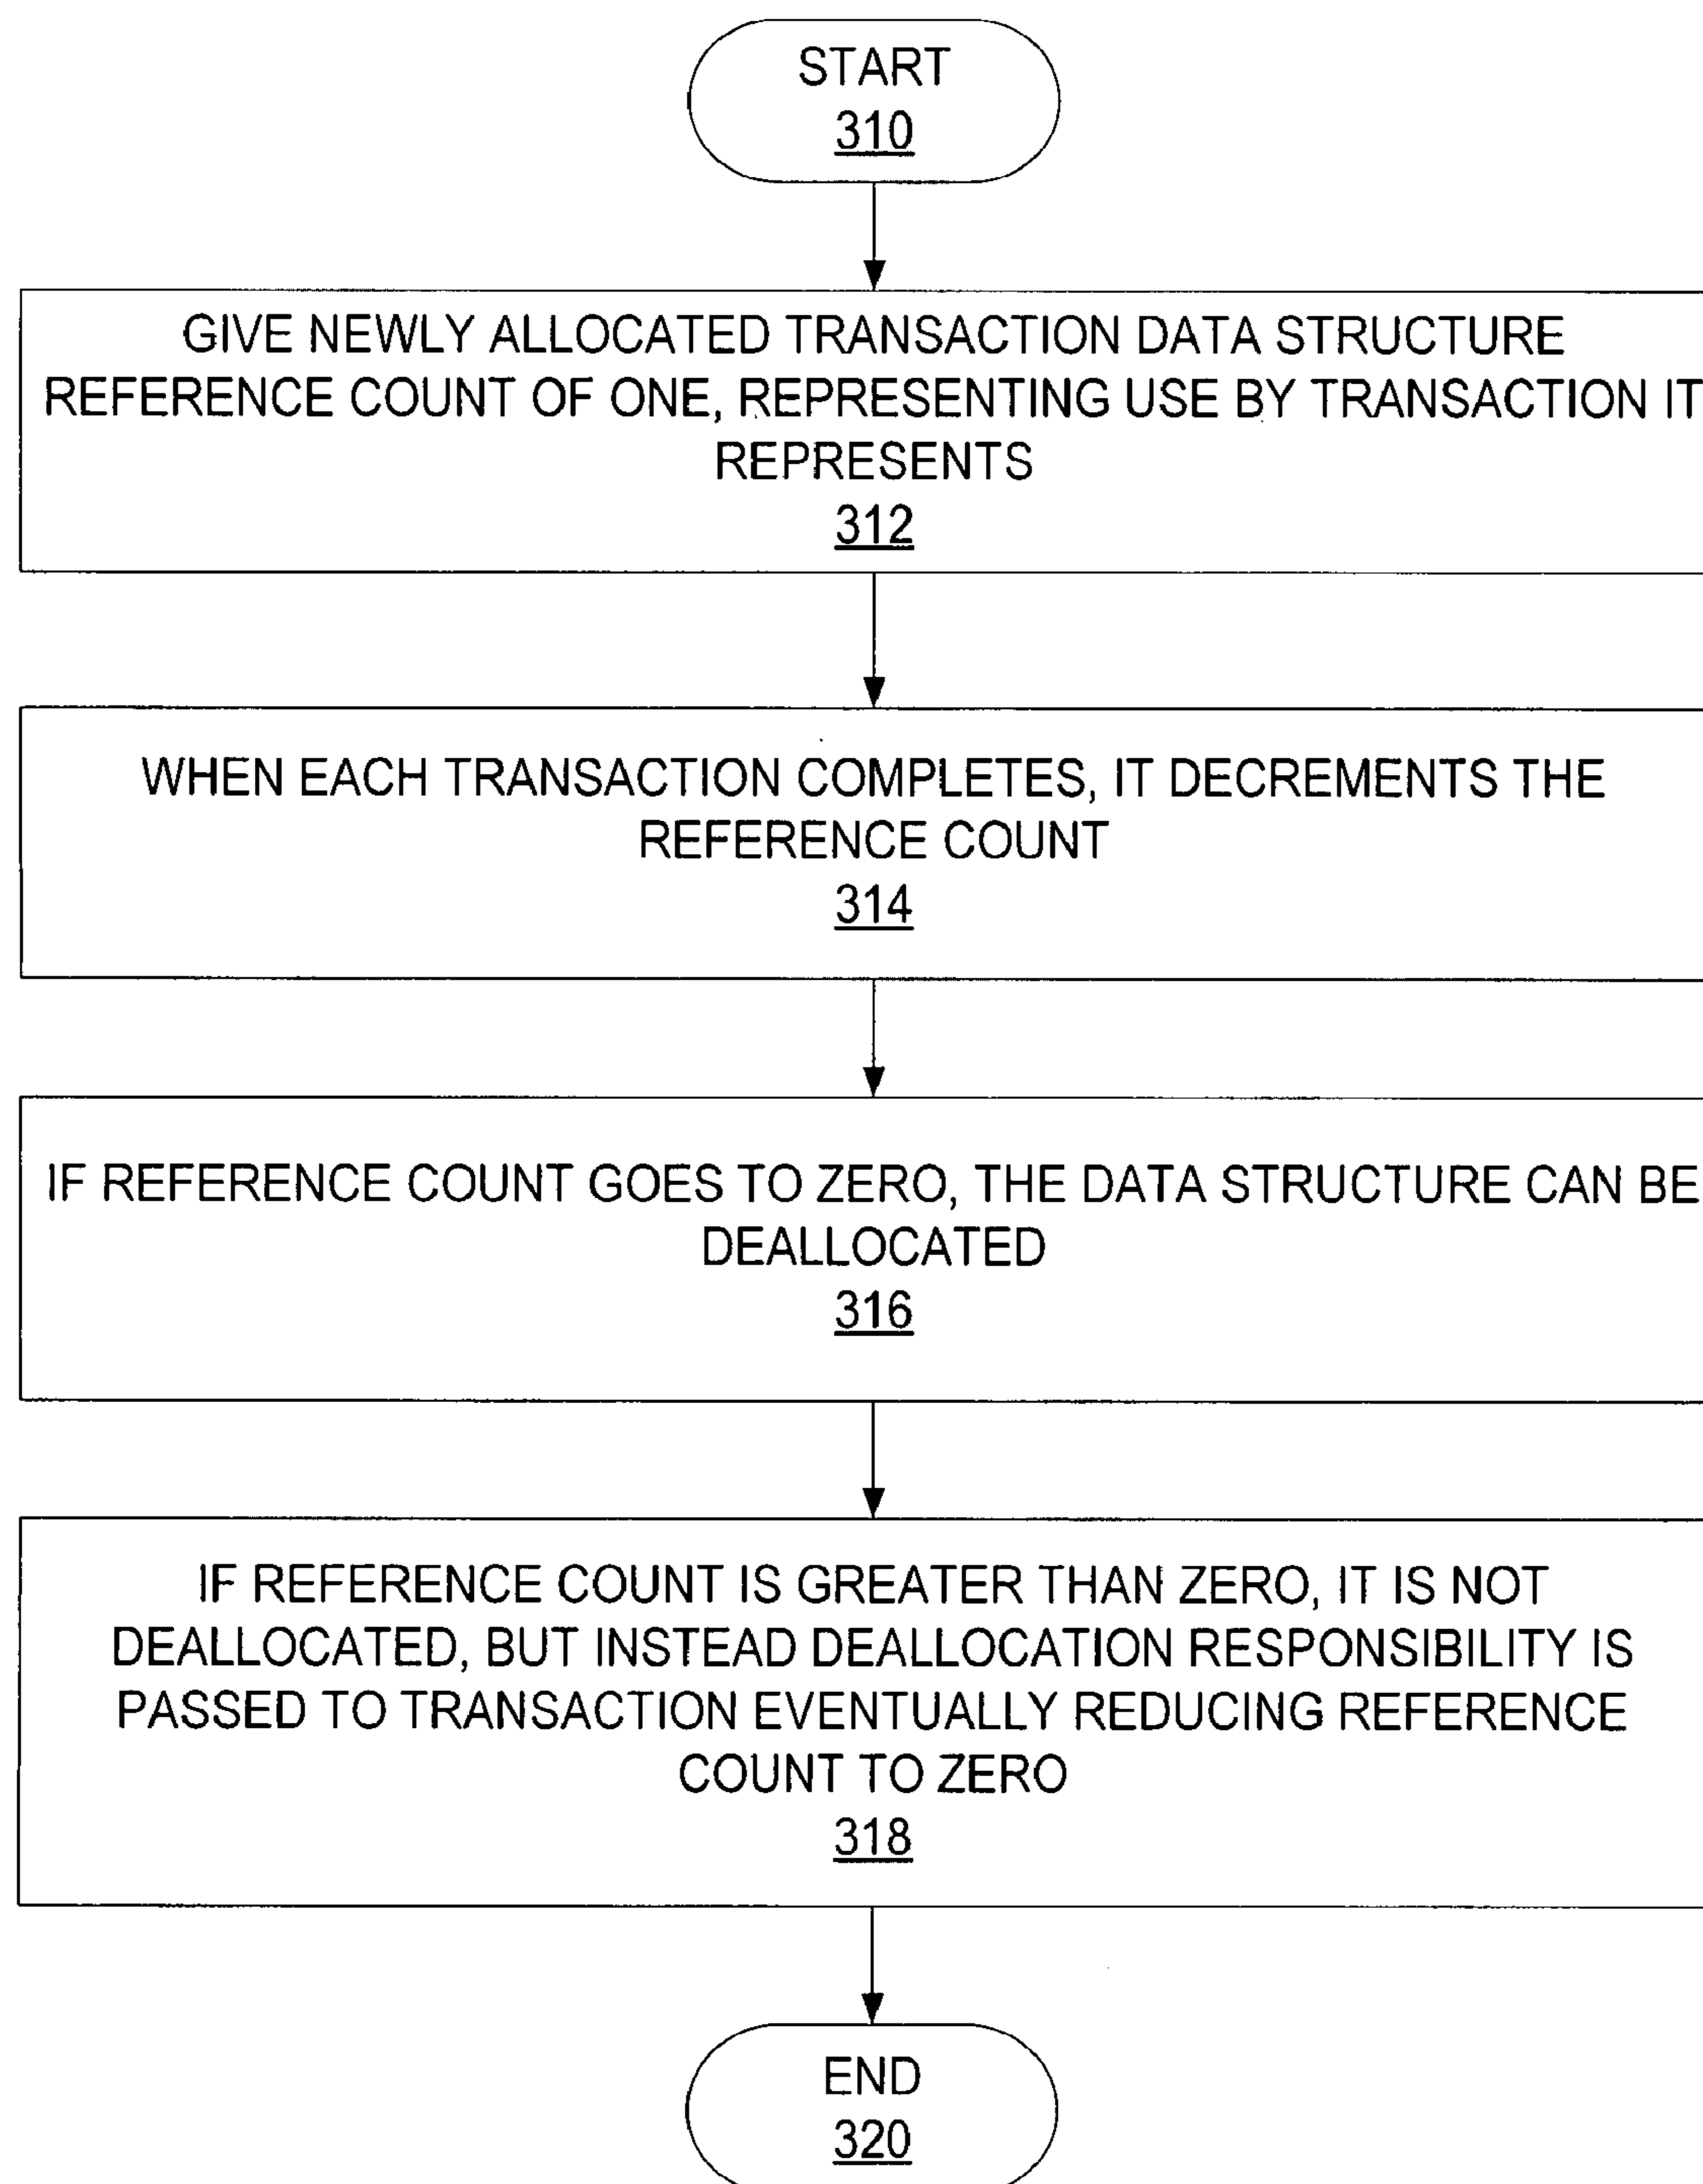 START
310
GIVE NEWLY ALLOCATED TRANSACTION DATA STRUCTURE
REFERENCE COUNT OF ONE, REPRESENTING USE BY TRANSACTION IT
REPRESENTS
312
WHEN EACH TRANSACTION COMPLETES, IT DECREMENTS THE
REFERENCE COUNT
314
IF REFERENCE COUNT GOES TO ZERO, THE DATA STRUCTURE CAN BE
DEALLOCATED
316
IF REFERENCE COUNT IS GREATER THAN ZERO, IT IS NOT
DEALLOCATED, BUT INSTEAD DEALLOCATION RESPONSIBILITY IS
PASSED TO TRANSACTION EVENTUALLY REDUCING REFERENCE
COUNT TO ZERO
318
END
320